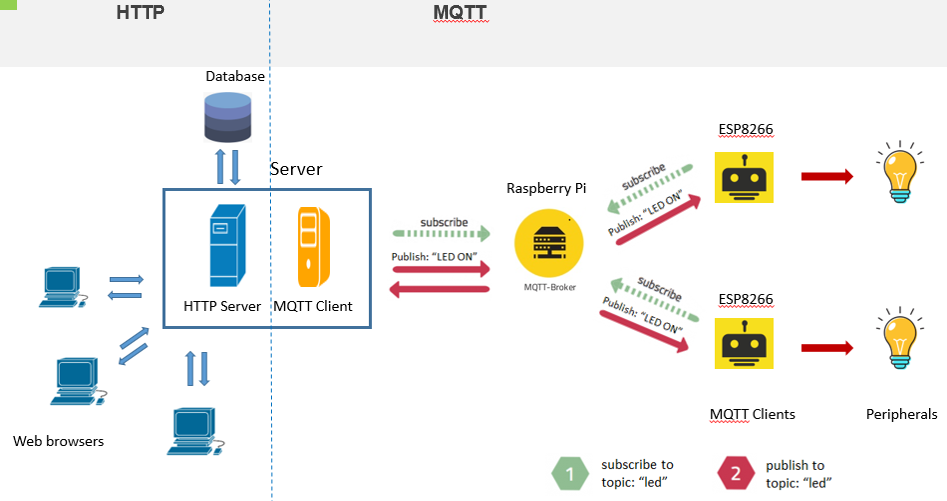 HTTP
MQTT
Database
Server
HTTP Server
MQTT Client
Web browsers
subscribe
Publish: “LED ON”
Raspberry Pi
MQTT-Broker
subscribe
Publish: “LED ON”
subscribe
Publish: “LED ON”
ESP8266
ESP8266
MQTT Clients
Peripherals
1
subscribe to
topic: “led”
2
publish to
topic: “led”